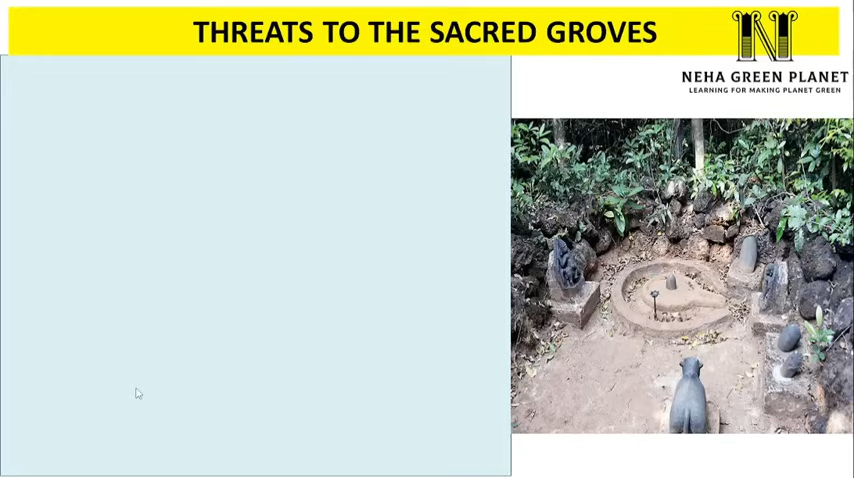 THREATS TO THE SACRED GROVES
N
NEHA GREEN PLANET
LEARNING FOR MAKING PLANET GREEN